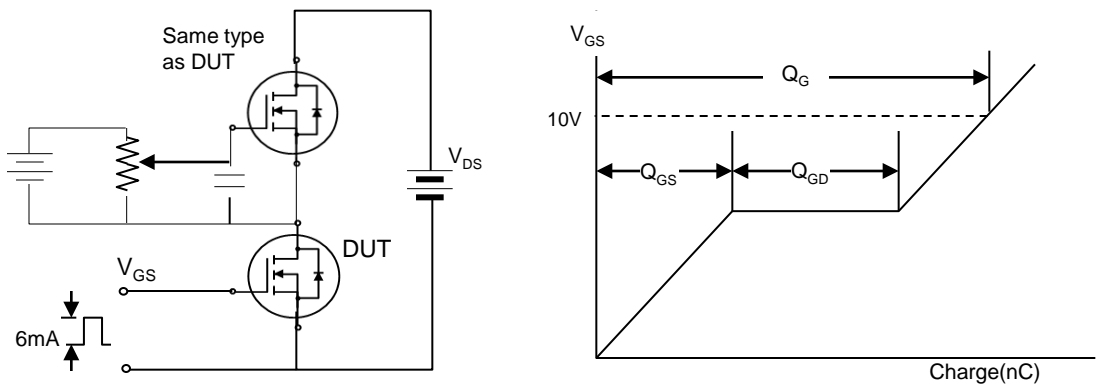 Same type
as DUT
V_DS
DUT
V_GS
6mA
V_GS
Q_G
10V
Q_GS
Q_GD
Charge(nC)